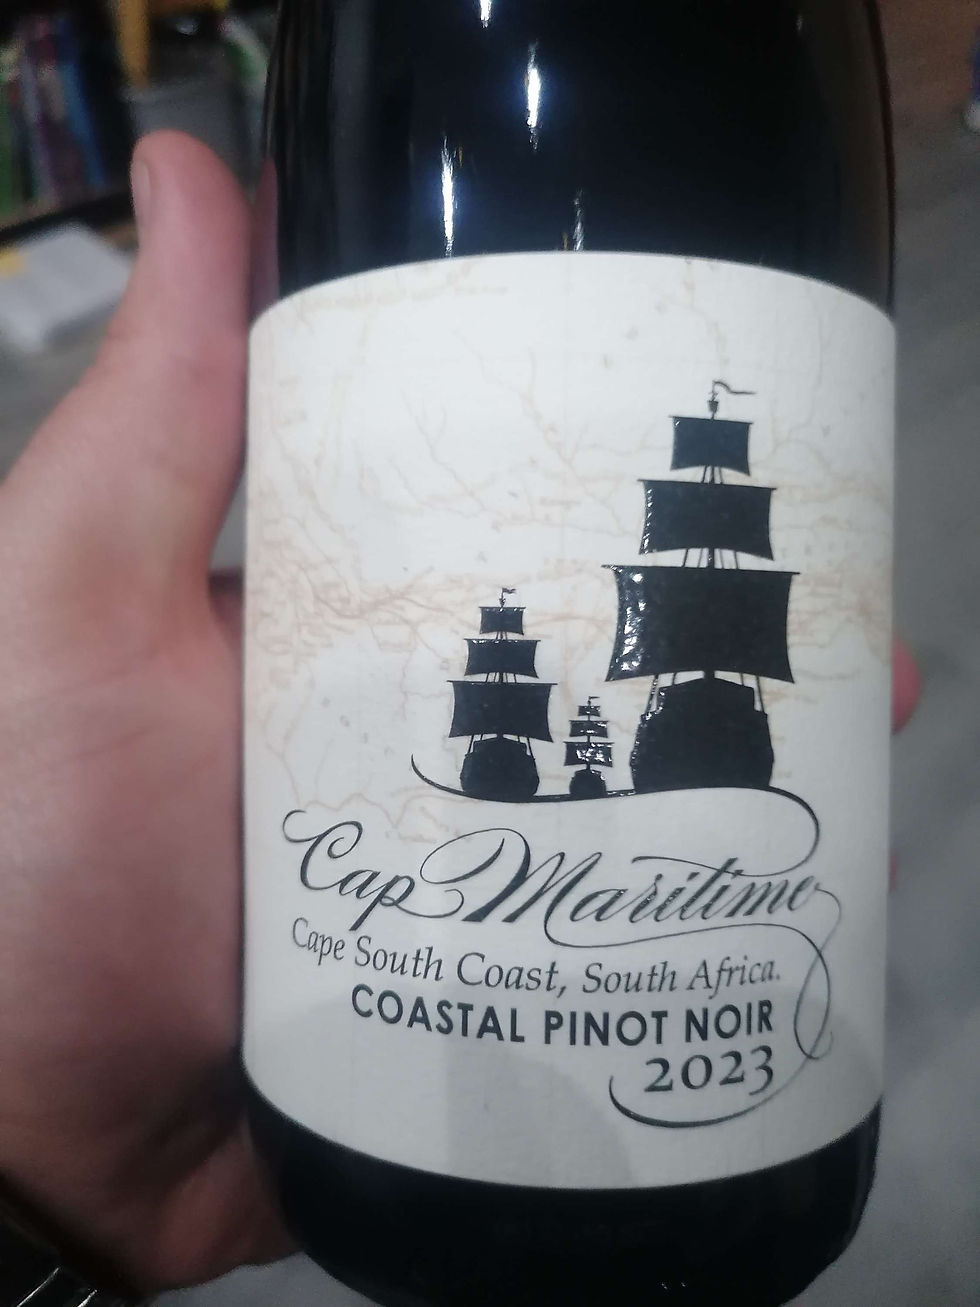 Cap Maritime
Cape South Coast, South Africa.
COASTAL PINOT NOIR
2023